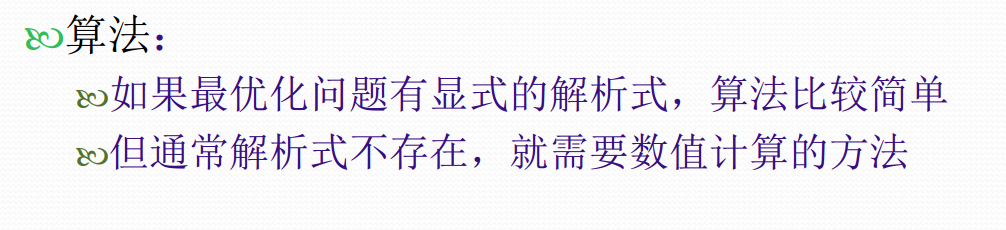 算法：
如果最优化问题有显式的解析式，算法比较简单
但通常解析式不存在，就需要数值计算的方法